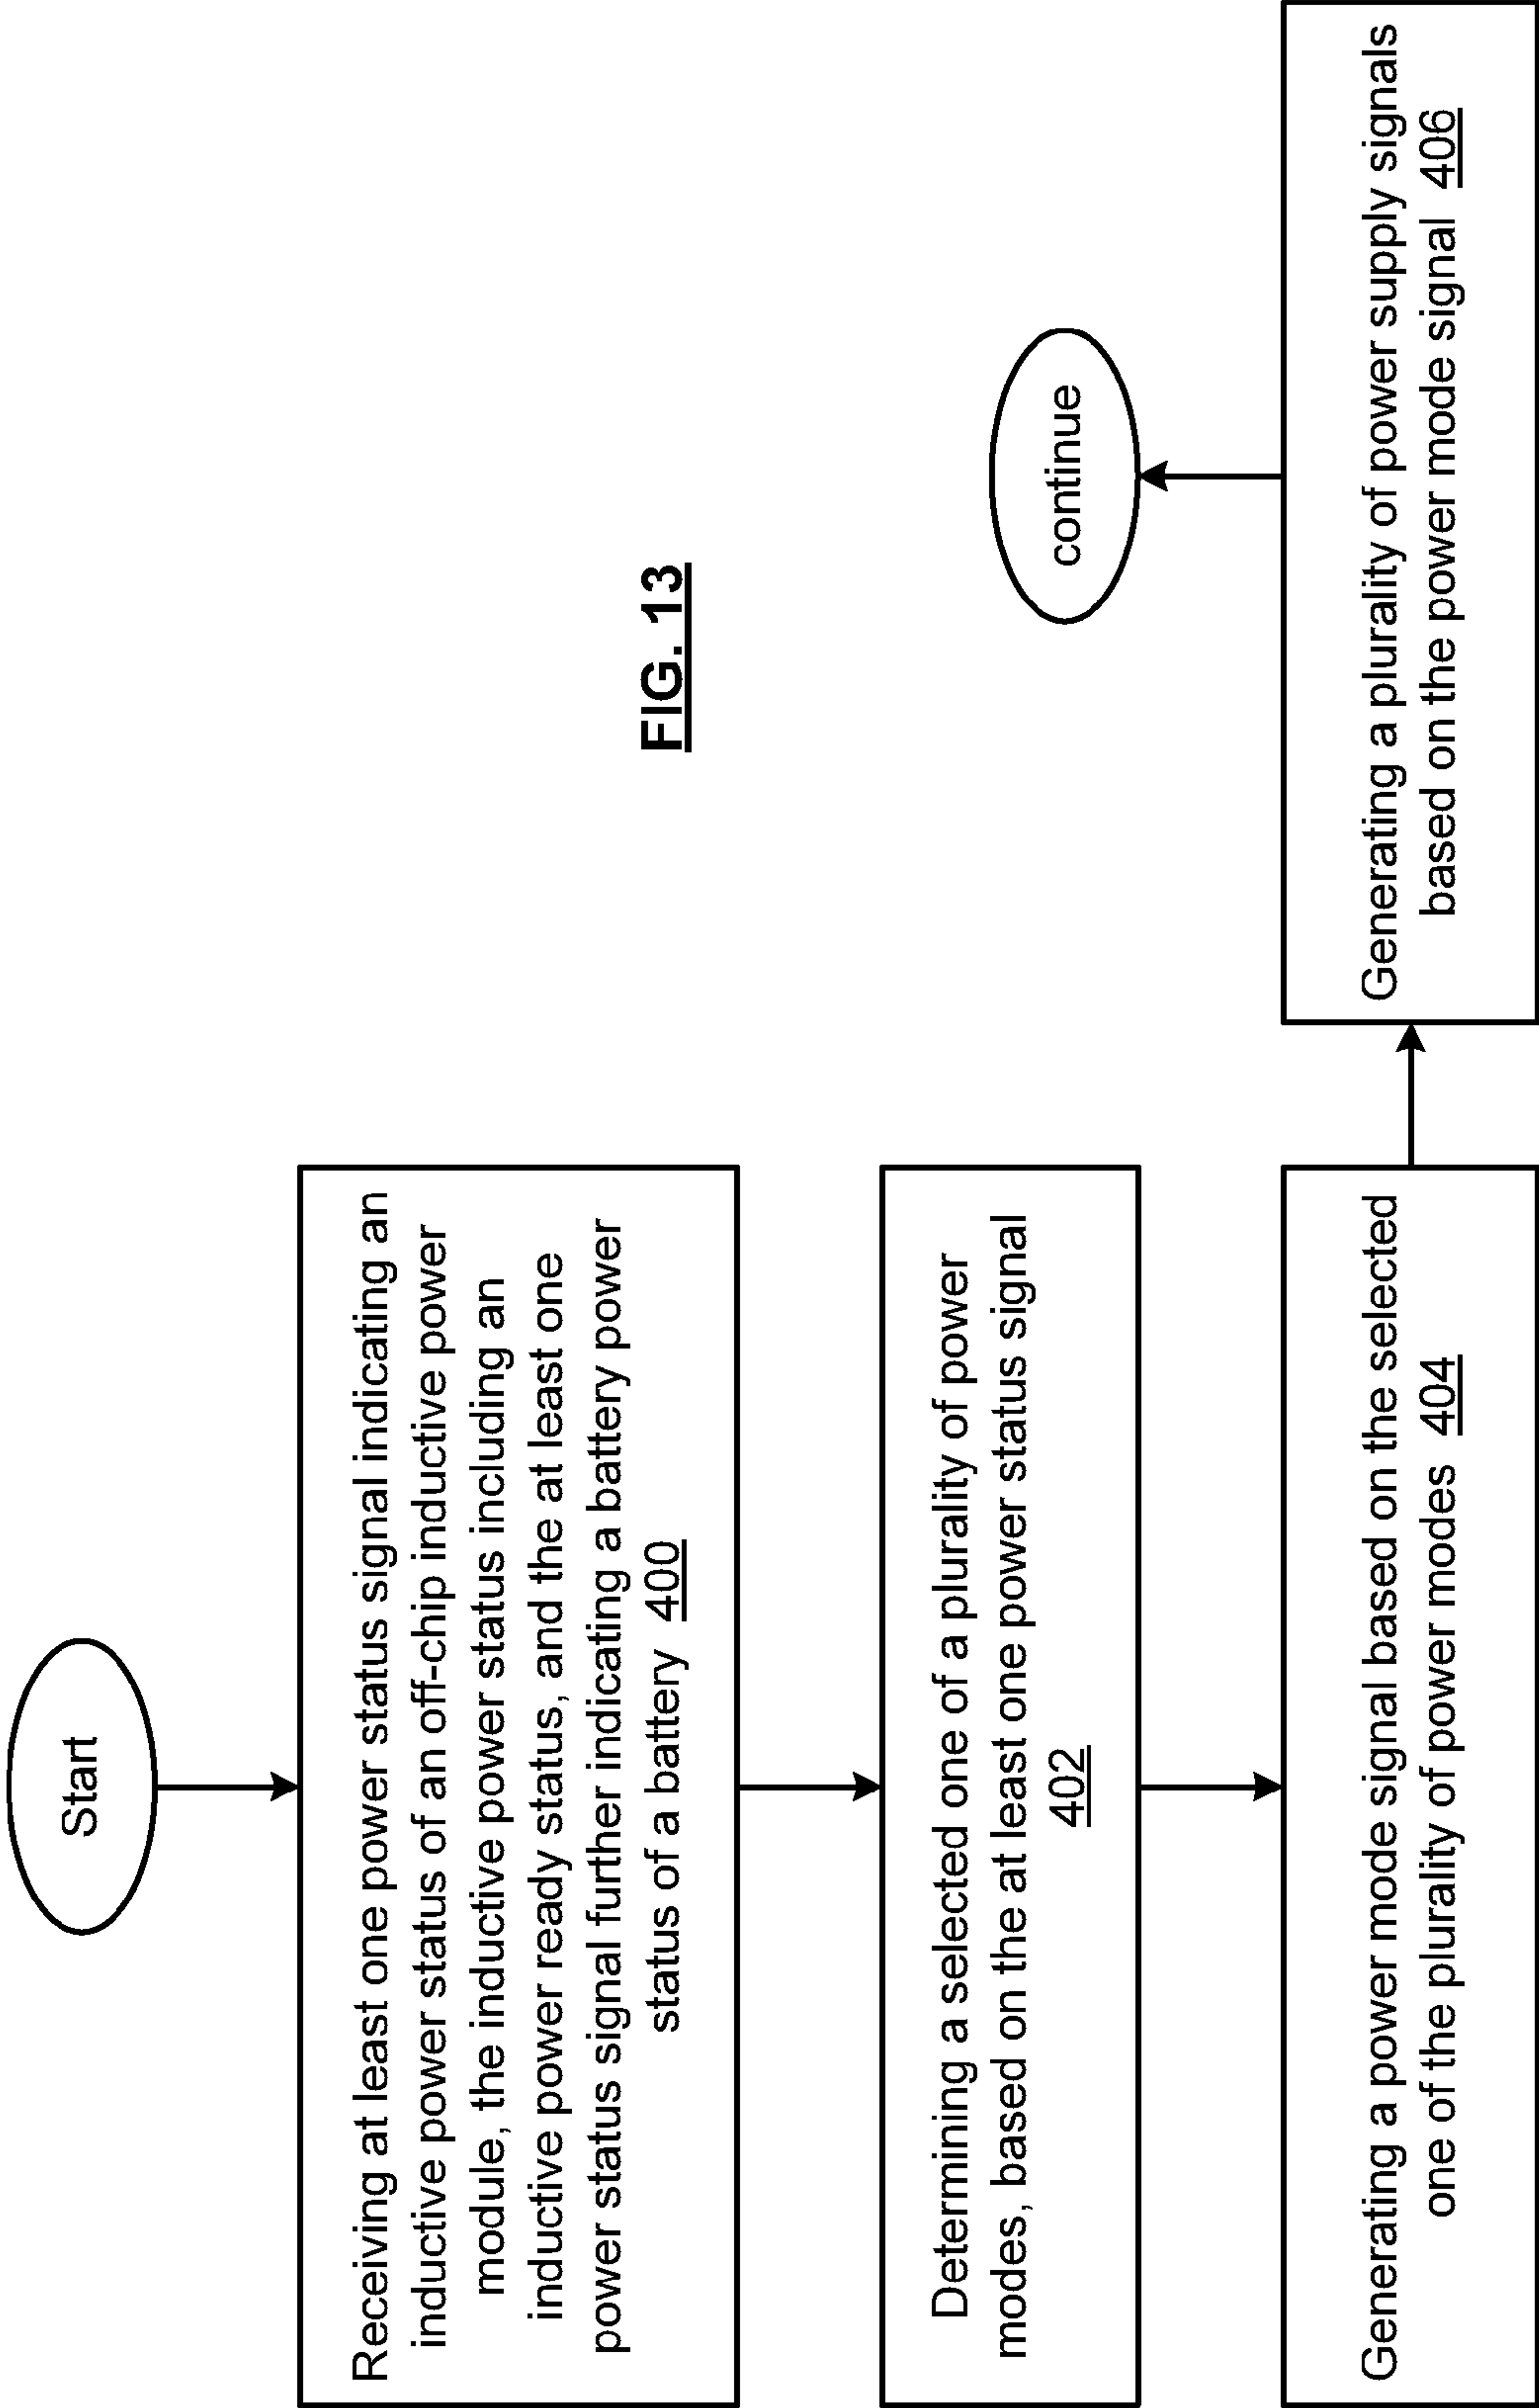 Start
Receiving at least one power status signal indicating an
inductive power status of an off-chip inductive power
module, the inductive power status including an
inductive power ready status, and the at least one
power status signal further indicating a battery power
status of a battery 400
Determining a selected one of a plurality of power
modes, based on the at least one power status signal
402
Generating a power mode signal based on the selected
one of the plurality of power modes 404
Generating a plurality of power supply signals
based on the power mode signal 406
continue
FIG. 13